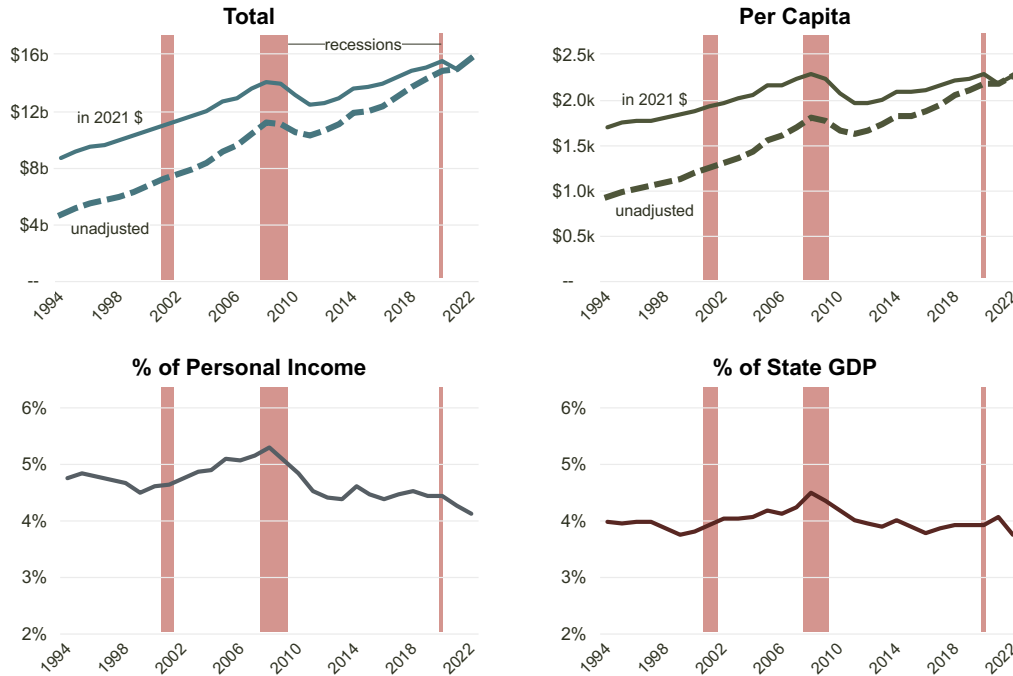 Total
$16b
$12b
$8b
$4b
--
recessions
in 2021 $
unadjusted
1994
1998
2002
2006
2010
2014
2018
2022
Per Capita
$2.5k
$2.0k
$1.5k
$1.0k
$0.5k
--
in 2021 $
unadjusted
1994
1998
2002
2006
2010
2014
2018
2022
% of Personal Income
6%
5%
4%
3%
2%
1994
1998
2002
2006
2010
2014
2018
2022
% of State GDP
6%
5%
4%
3%
2%
1994
1998
2002
2006
2010
2014
2018
2022